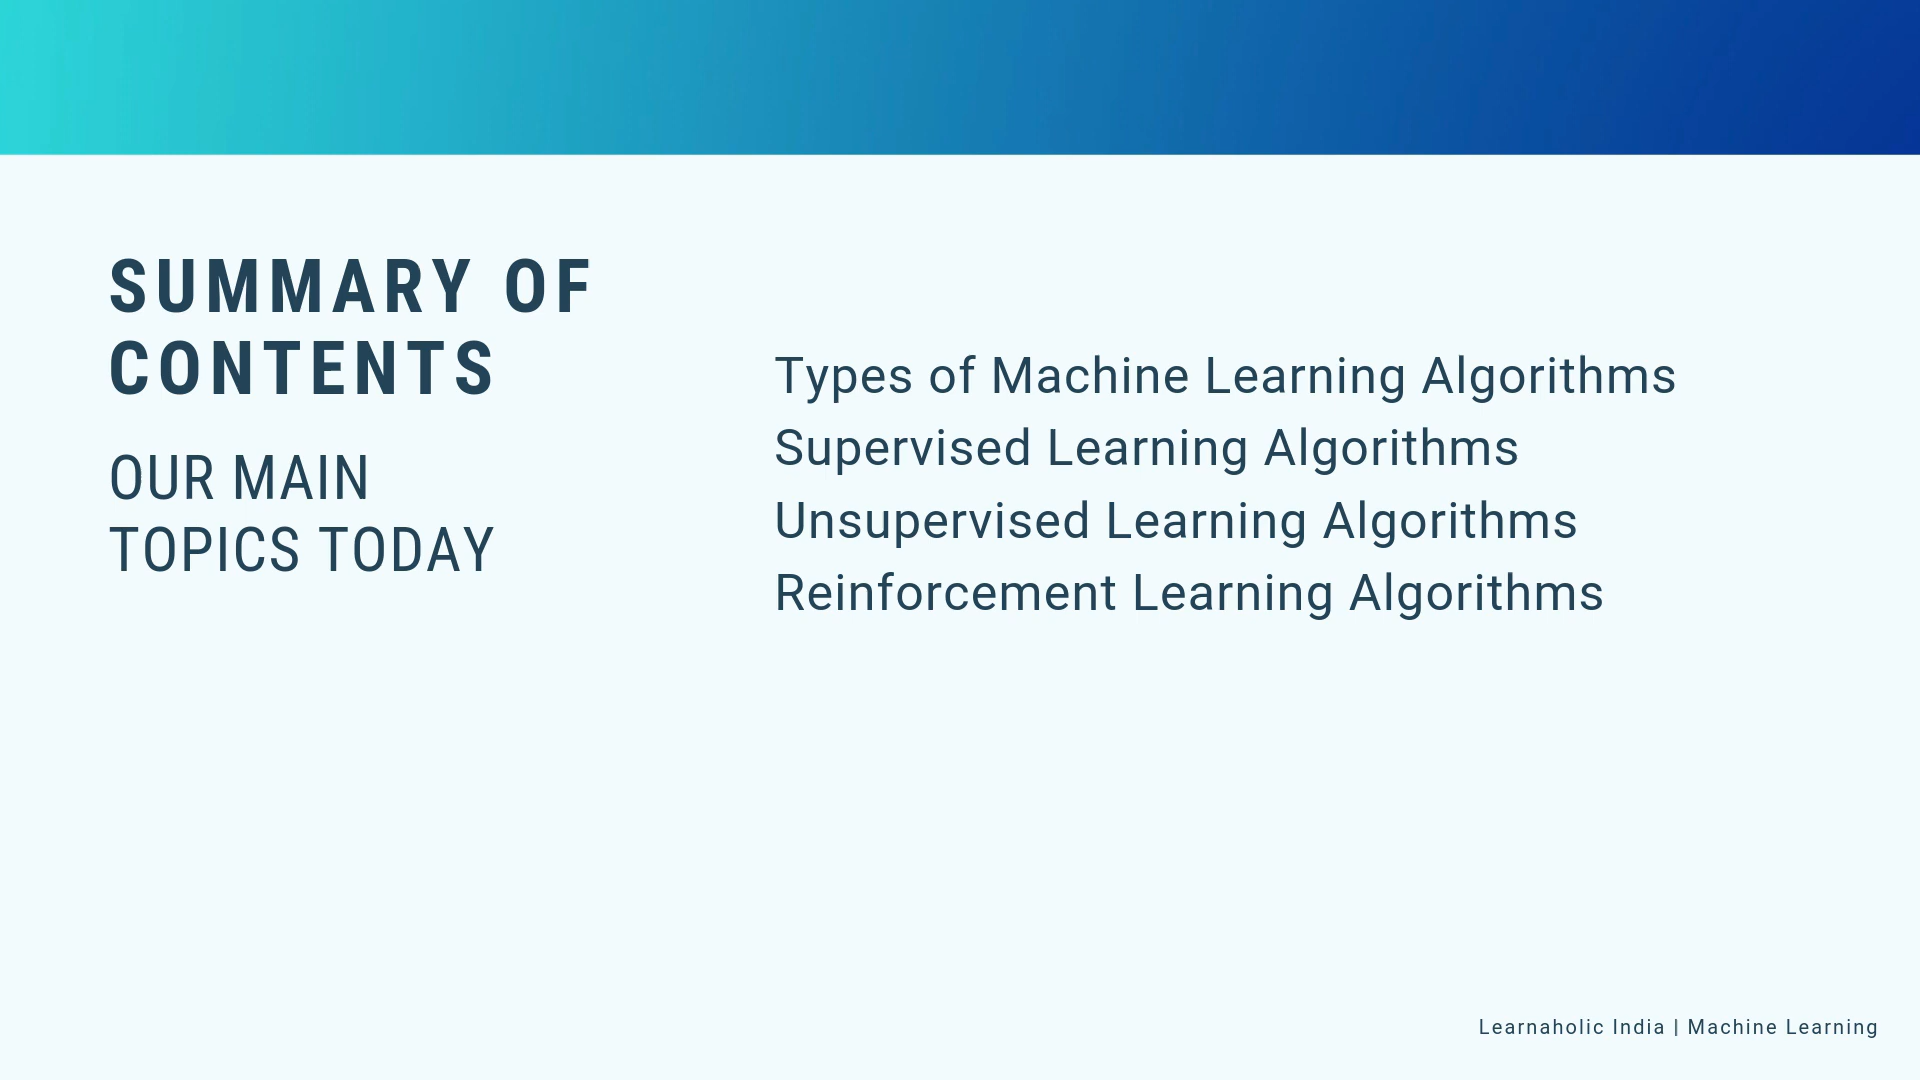 SUMMARY OF
CONTENTS
OUR MAIN
TOPICS TODAY
Types of Machine Learning Algorithms
Supervised Learning Algorithms
Unsupervised Learning Algorithms
Reinforcement Learning Algorithms
Learnaholic India | Machine Learning